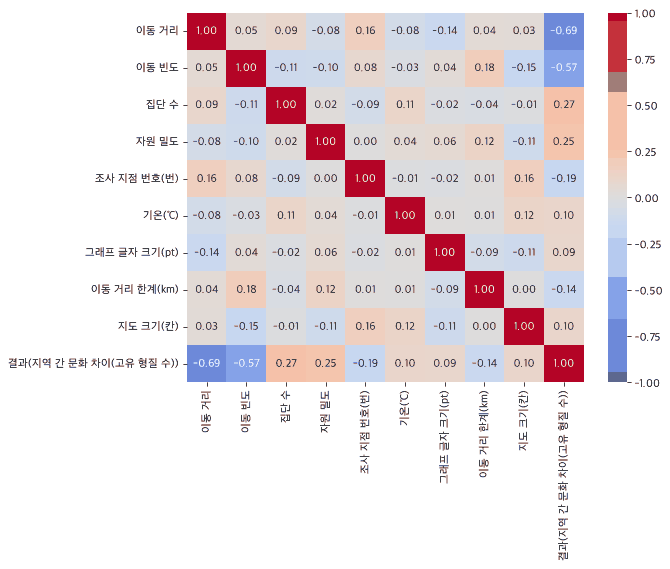 이동 거리 1.00 0.05 0.09 −0.08 0.16 −0.08 −0.14 0.04 0.03 −0.69
이동 빈도 0.05 1.00 −0.11 −0.10 0.08 −0.03 0.04 0.18 −0.15 −0.57
집단 수 0.09 −0.11 1.00 0.02 −0.09 0.11 −0.02 −0.04 −0.01 0.27
자원 밀도 −0.08 −0.10 0.02 1.00 0.00 0.04 0.06 0.12 −0.11 0.25
조사 지점 번호(번) 0.16 0.08 −0.09 0.00 1.00 −0.01 −0.02 0.01 0.16 −0.19
기온(℃) −0.08 −0.03 0.11 0.04 −0.01 1.00 0.01 0.01 0.12 0.10
그래프 글자 크기(pt) −0.14 0.04 −0.02 0.06 −0.02 0.01 1.00 −0.09 −0.11 0.09
이동 거리 한계(km) 0.04 0.18 −0.04 0.12 0.01 0.01 −0.09 1.00 0.00 −0.14
지도 크기(칸) 0.03 −0.15 −0.01 −0.11 0.16 0.12 −0.11 0.00 1.00 0.10
결과(지역 간 문화 차이(고유 형질 수)) −0.69 −0.57 0.27 0.25 −0.19 0.10 0.09 −0.14 0.10 1.00
이동 거리
이동 빈도
집단 수
자원 밀도
조사 지점 번호(번)
기온(℃)
그래프 글자 크기(pt)
이동 거리 한계(km)
지도 크기(칸)
결과(지역 간 문화 차이(고유 형질 수))
1.00
0.75
0.50
0.25
0.00
−0.25
−0.50
−0.75
−1.00